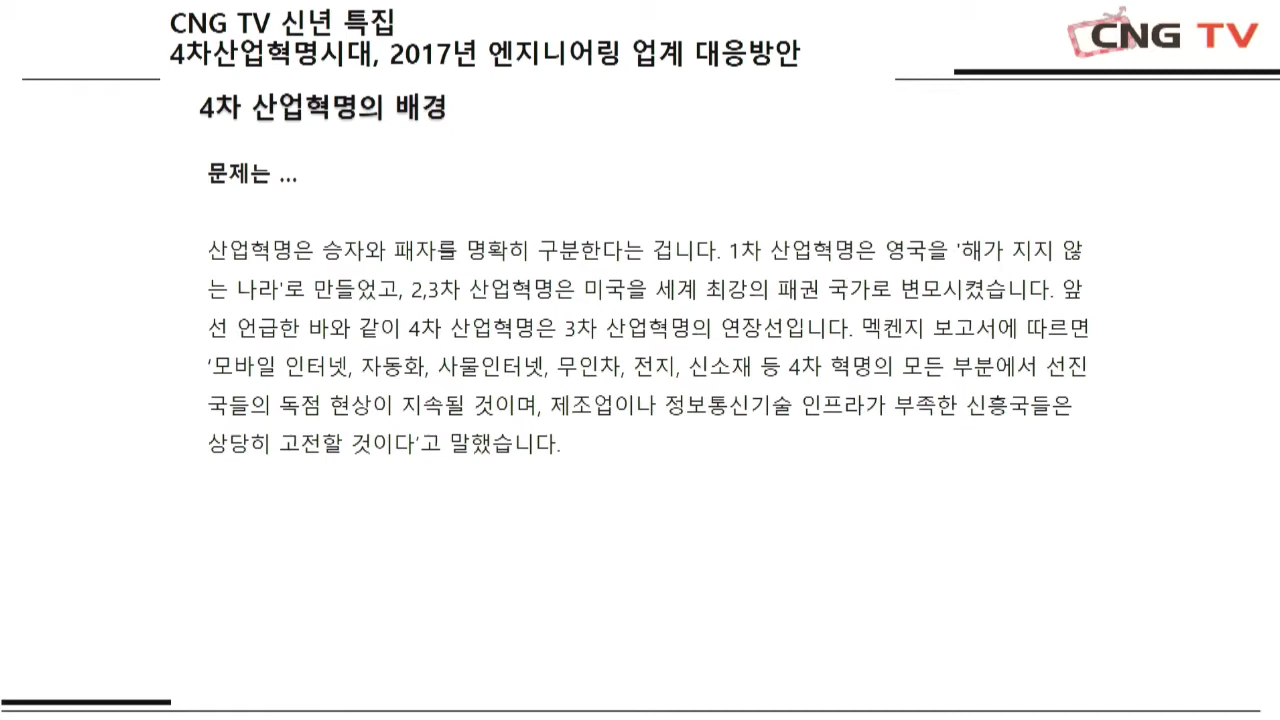 CNG TV 신년 특집
4차산업혁명시대, 2017년 엔지니어링 업계 대응방안
CNG TV
4차 산업혁명의 배경
문제는 ...
산업혁명은 승자와 패자를 명확히 구분한다는 겁니다. 1차 산업혁명은 영국을 '해가 지지 않
는 나라'로 만들었고, 2,3차 산업혁명은 미국을 세계 최강의 패권 국가로 변모시켰습니다. 앞
선 언급한 바와 같이 4차 산업혁명은 3차 산업혁명의 연장선입니다. 멕켄지 보고서에 따르면
‘모바일 인터넷, 자동화, 사물인터넷, 무인차, 전지, 신소재 등 4차 혁명의 모든 부분에서 선진
국들의 독점 현상이 지속될 것이며, 제조업이나 정보통신기술 인프라가 부족한 신흥국들은
상당히 고전할 것이다’고 말했습니다.